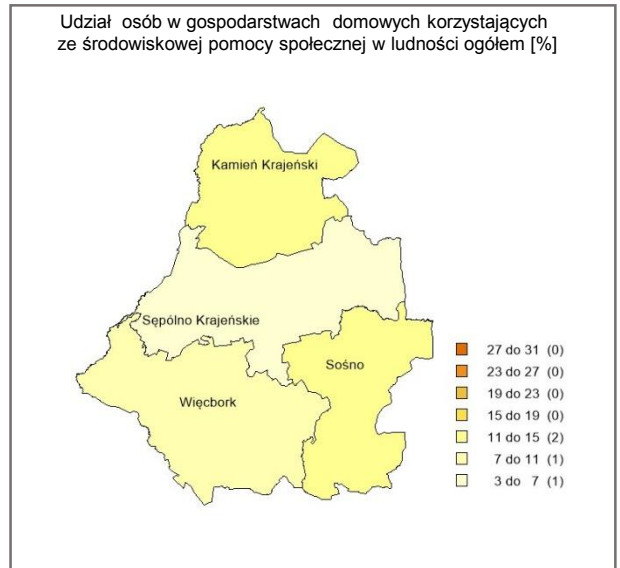 Udział osób w gospodarstwach domowych korzystających
ze środowiskowej pomocy społecznej w ludności ogółem [%]
Kamień Krajeński
Sępólno Krajeńskie
Sośno
Więcbork
27 do 31 (0)
23 do 27 (0)
19 do 23 (0)
15 do 19 (0)
11 do 15 (2)
7 do 11 (1)
3 do 7 (1)